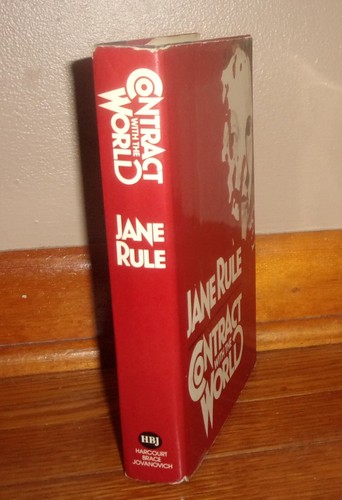 CONTRACT
WITH THE
WORLD
JANE
RULE
HBJ
HARCOURT
BRACE
JOVANOVICH
JANE RULE
CONTRACT
WITH THE
WORLD